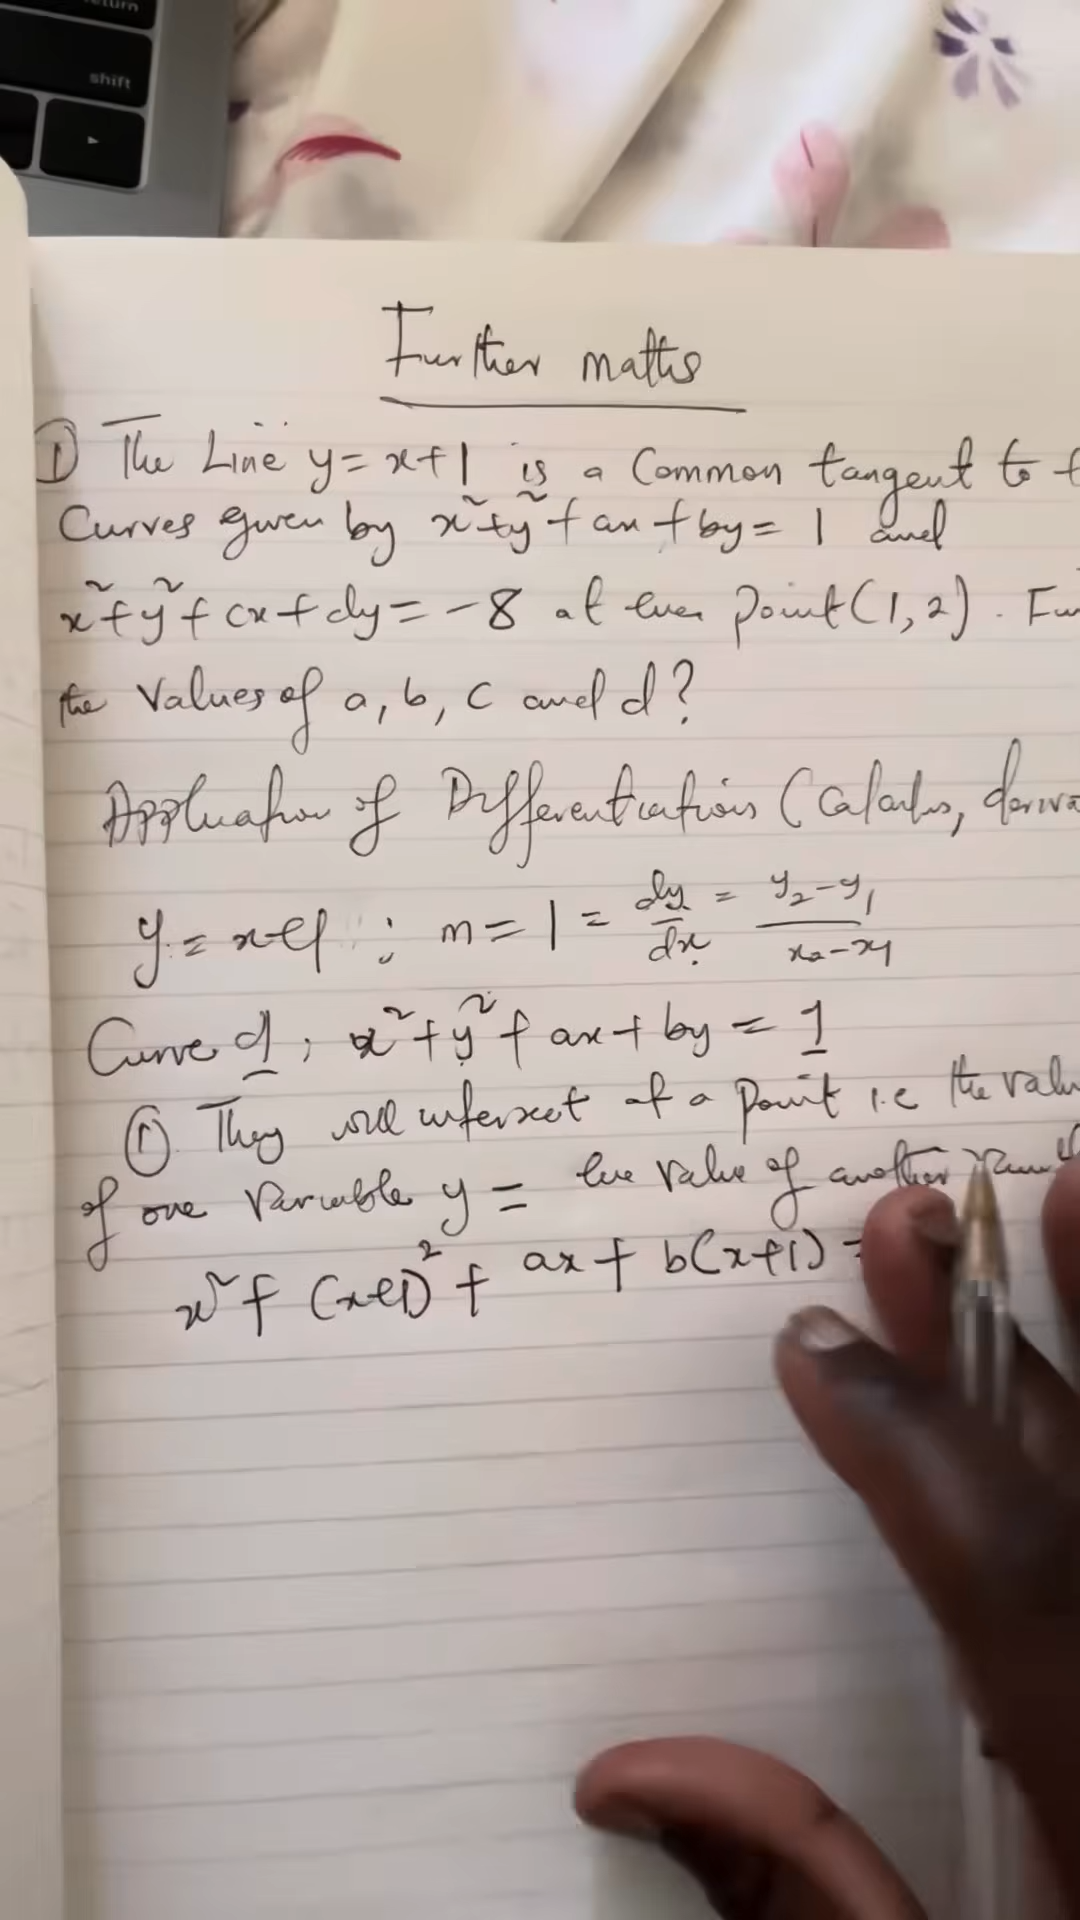 return
shift
Further maths
① The Line y = x+1 is a Common tangent to
Curves given by x²+y²+ax+by = 1 and
x²+y²+cx+dy = -8 at the Point (1,2).
the values of a, b, c and d?
Application of Differentiation (Calculus,
y = x+1 ; m = 1 = dy/dx = y₂-y₁/x₂-x₁
Curve 1, x²+y²+ax+by = 1
① They will intersect at a Point i.e the
of one Variable y = the Value of another
x²+(x+1)²+ax+b(x+1) =